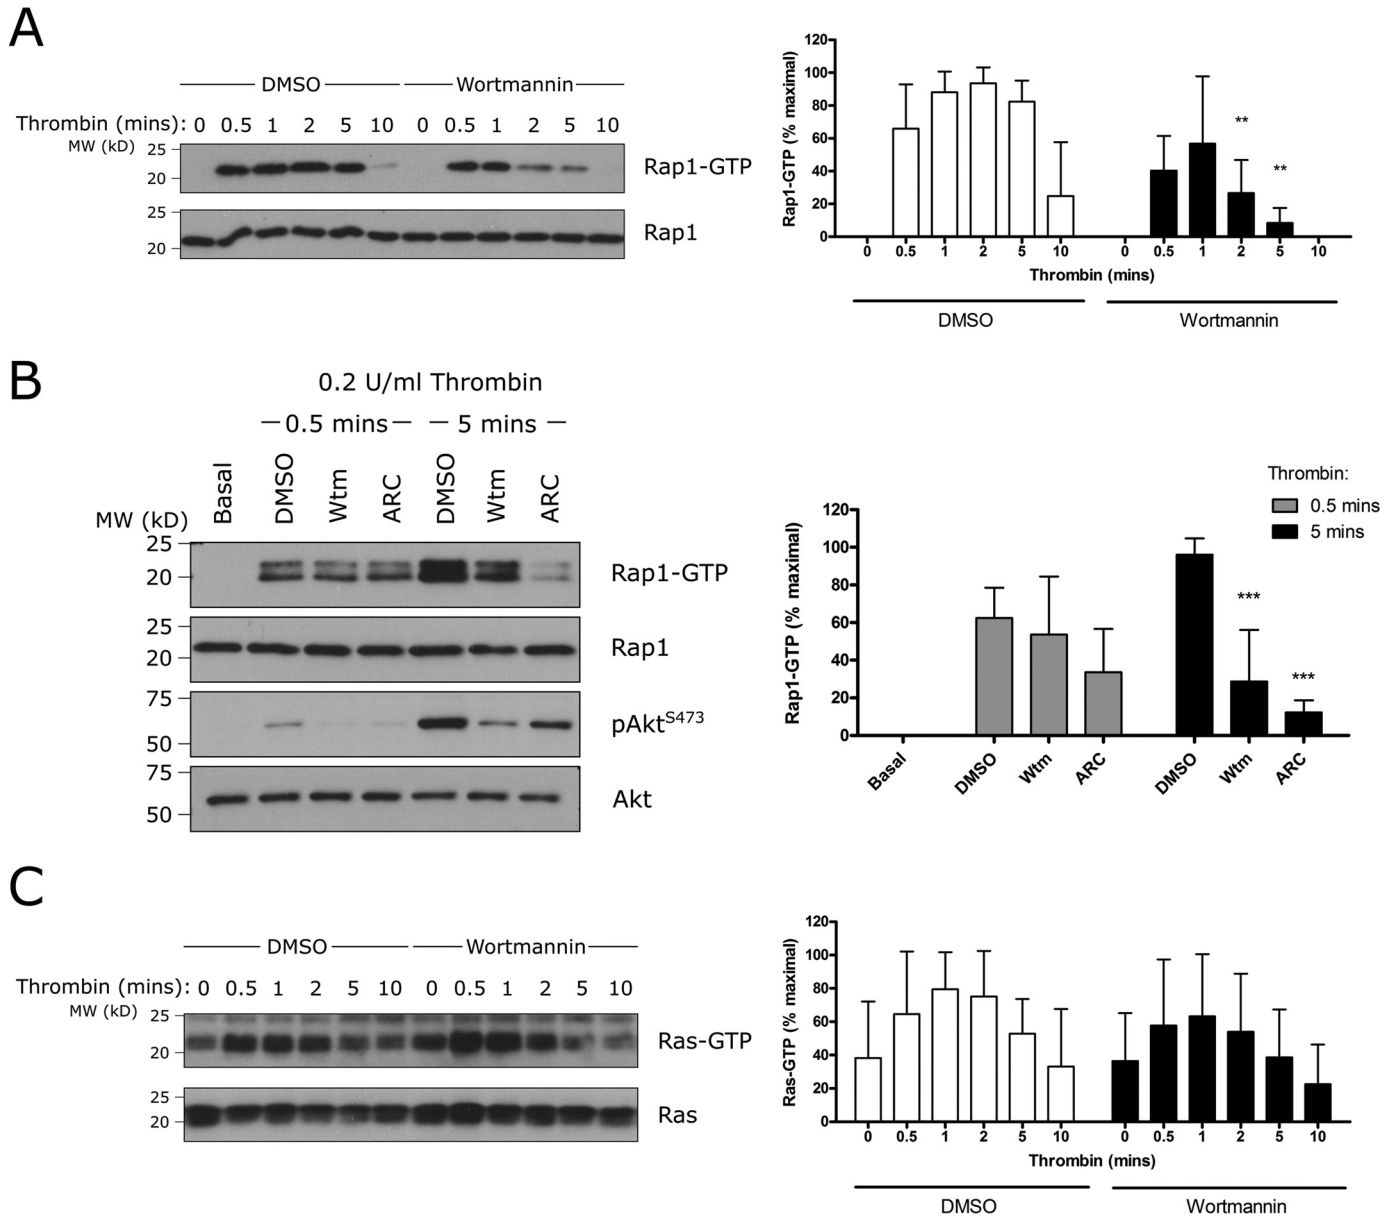 A
DMSO Wortmannin
Thrombin (mins): 0 0.5 1 2 5 10 0 0.5 1 2 5 10
MW (kD)
25
20
Rap1-GTP
25
20
Rap1
Rap1-GTP (% maximal)
120
100
80
60
40
20
0
** **
0 0.5 1 2 5 10 0 0.5 1 2 5 10
Thrombin (mins)
DMSO Wortmannin
B
0.2 U/ml Thrombin
0.5 mins 5 mins
MW (kD) Basal DMSO Wtm ARC DMSO Wtm ARC
25
20
Rap1-GTP
25
20
Rap1
75
50
pAktS473
75
50
Akt
Thrombin:
0.5 mins
5 mins
Rap1-GTP (% maximal)
120
100
80
60
40
20
0
*** ***
Basal DMSO Wtm ARC DMSO Wtm ARC
C
DMSO Wortmannin
Thrombin (mins): 0 0.5 1 2 5 10 0 0.5 1 2 5 10
MW (kD)
25
20
Ras-GTP
25
20
Ras
Ras-GTP (% maximal)
120
100
80
60
40
20
0
0 0.5 1 2 5 10 0 0.5 1 2 5 10
Thrombin (mins)
DMSO Wortmannin